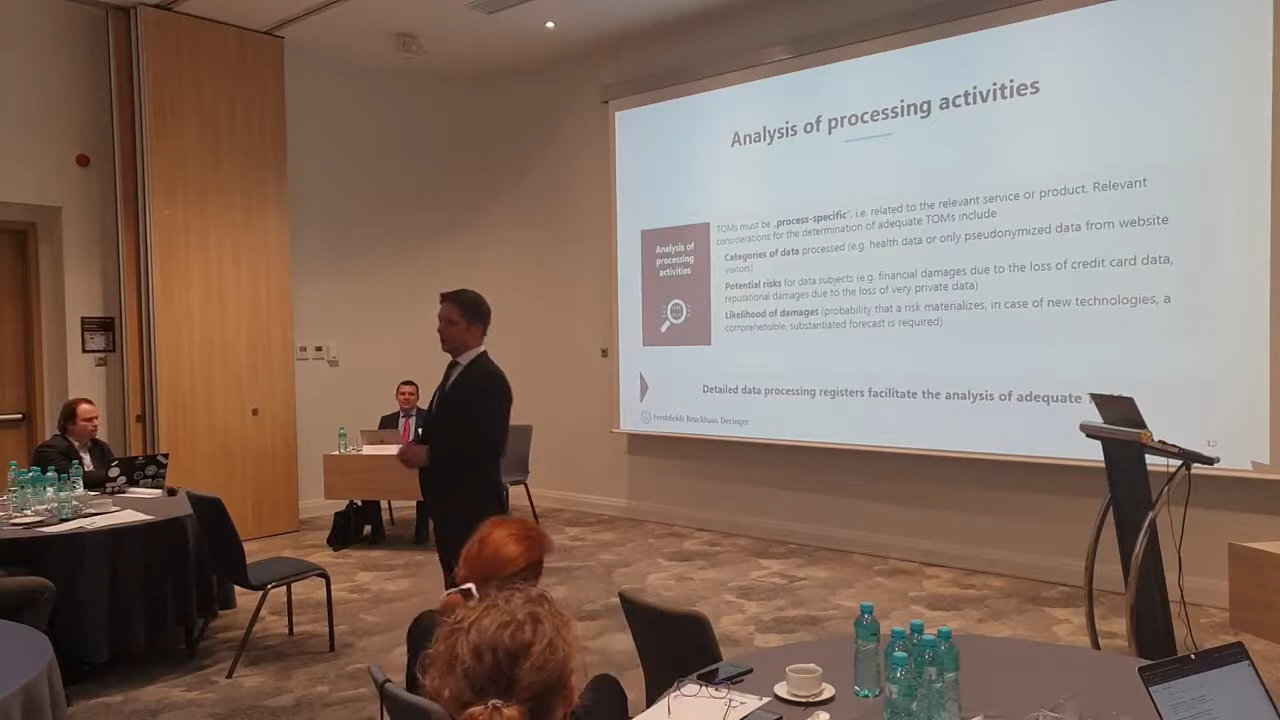 Analysis of processing activities
TOMs must be „process-specific“, i.e. related to the relevant service or product. Relevant
considerations for the determination of adequate TOMs include
Analysis of
processing
activities
Categories of data processed (e.g. health data or only pseudonymized data from website
visitors)
Potential risks for data subjects (e.g. financial damages due to the loss of credit card data,
reputational damages due to the loss of very private data)
Likelihood of damages (probability that a risk materializes, in case of new technologies, a
comprehensible, substantiated forecast is required)
Detailed data processing registers facilitate the analysis of adequate
Freshfields Bruckhaus Deringer
12